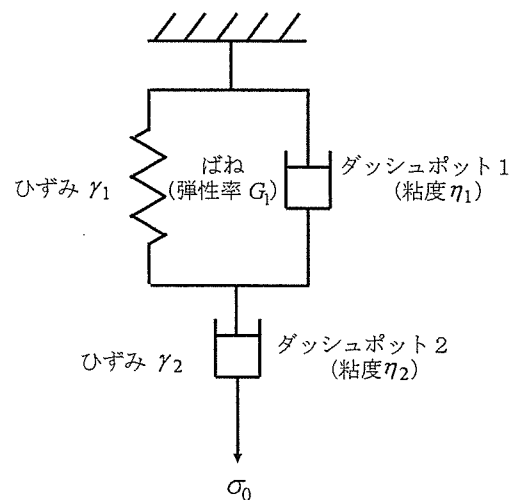 ひずみ γ₁
ばね
(弾性率 G₁)
ダッシュポット1
(粘度η₁)
ひずみ γ₂
ダッシュポット2
(粘度η₂)
σ₀